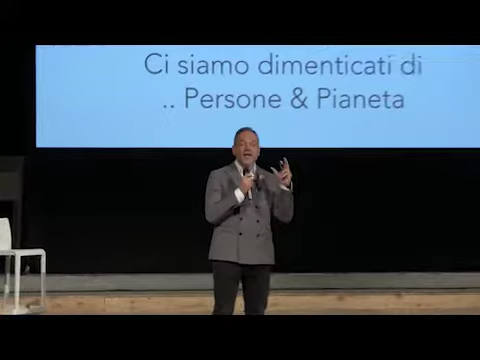 Ci siamo dimenticati di
.. Persone & Pianeta